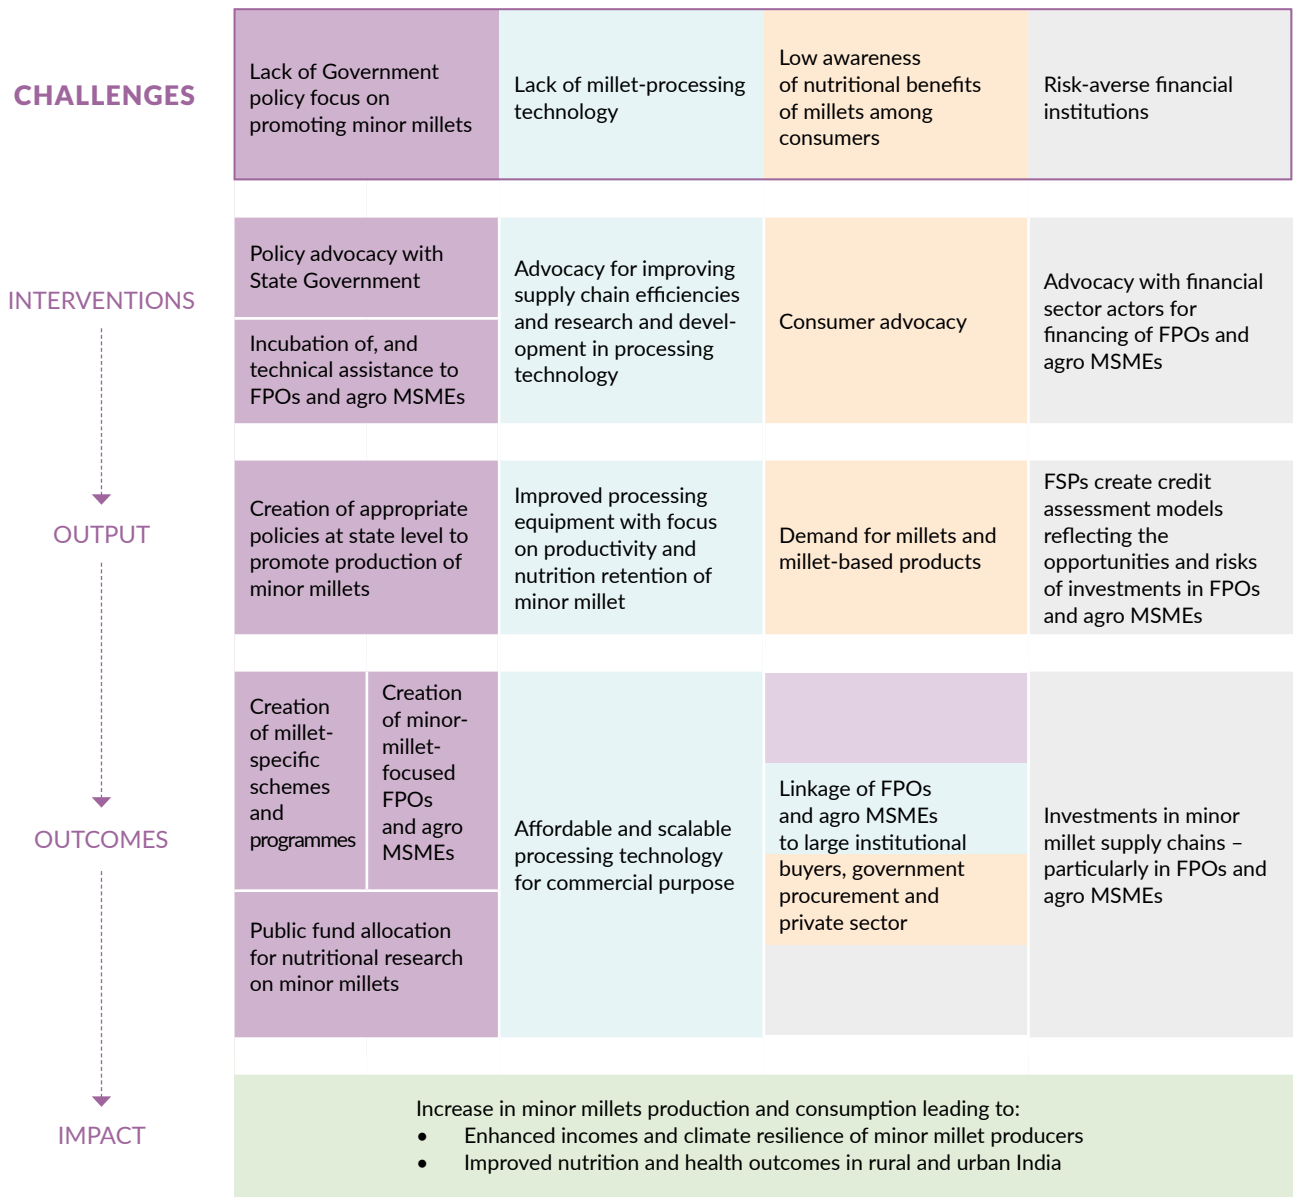 CHALLENGES
Lack of Government
policy focus on
promoting minor millets
Lack of millet-processing
technology
Low awareness
of nutritional benefits
of millets among
consumers
Risk-averse financial
institutions
INTERVENTIONS
Policy advocacy with
State Government
Incubation of, and
technical assistance to
FPOs and agro MSMEs
Advocacy for improving
supply chain efficiencies
and research and devel-
opment in processing
technology
Consumer advocacy
Advocacy with financial
sector actors for
financing of FPOs and
agro MSMEs
OUTPUT
Creation of appropriate
policies at state level to
promote production of
minor millets
Improved processing
equipment with focus
on productivity and
nutrition retention of
minor millet
Demand for millets and
millet-based products
FSPs create credit
assessment models
reflecting the
opportunities and risks
of investments in FPOs
and agro MSMEs
OUTCOMES
Creation
of millet-
specific
schemes
and
programmes
Creation
of minor-
millet-
focused
FPOs
and agro
MSMEs
Public fund allocation
for nutritional research
on minor millets
Affordable and scalable
processing technology
for commercial purpose
Linkage of FPOs
and agro MSMEs
to large institutional
buyers, government
procurement and
private sector
Investments in minor
millet supply chains –
particularly in FPOs and
agro MSMEs
IMPACT
Increase in minor millets production and consumption leading to:
• Enhanced incomes and climate resilience of minor millet producers
• Improved nutrition and health outcomes in rural and urban India